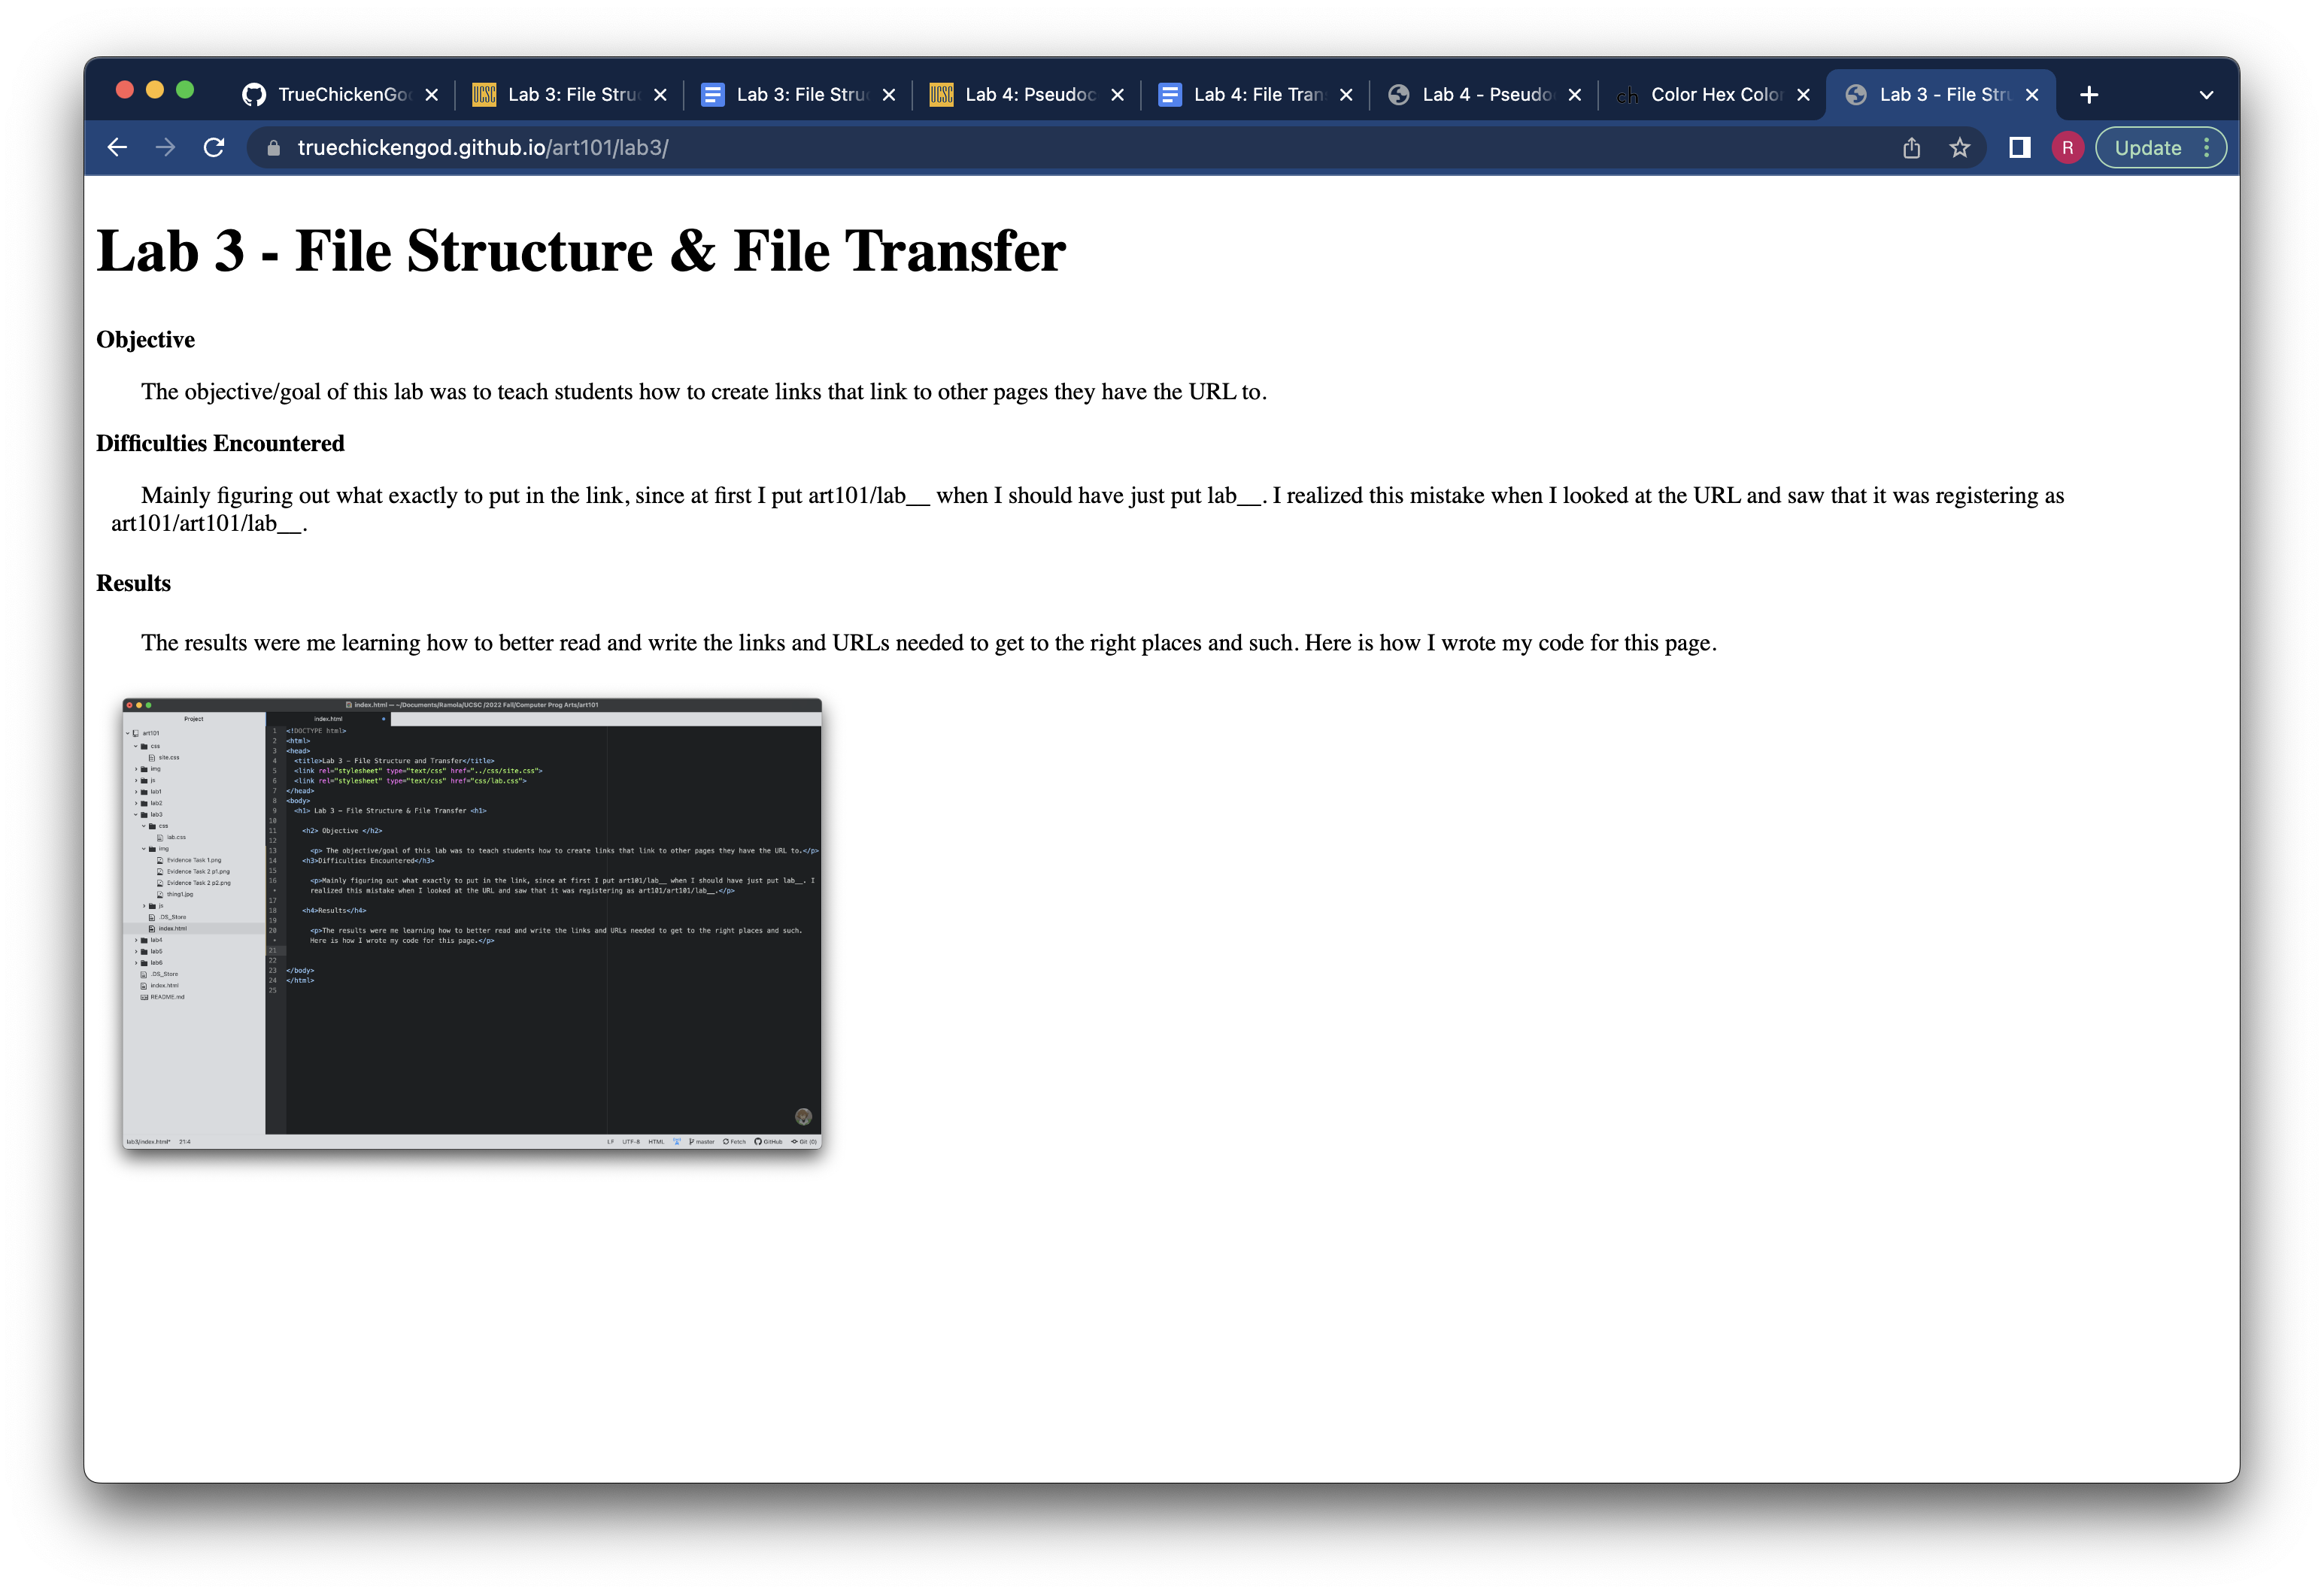 TrueChickenGo
UCSC Lab 3: File Stru
Lab 3: File Stru
UCSC Lab 4: Pseudoc
Lab 4: File Tran
Lab 4 - Pseudo
ch Color Hex Color
Lab 3 - File Stru
truechickengod.github.io/art101/lab3/
R
Update
Lab 3 - File Structure & File Transfer
Objective
The objective/goal of this lab was to teach students how to create links that link to other pages they have the URL to.
Difficulties Encountered
Mainly figuring out what exactly to put in the link, since at first I put art101/lab__ when I should have just put lab__. I realized this mistake when I looked at the URL and saw that it was registering as
art101/art101/lab__.
Results
The results were me learning how to better read and write the links and URLs needed to get to the right places and such. Here is how I wrote my code for this page.
index.html — ~/Documents/Ramola/UCSC /2022 Fall/Computer Prog Arts/art101
Project
art101
css
site.css
img
js
lab1
lab2
lab3
css
lab.css
img
Evidence Task 1.png
Evidence Task 2 p1.png
Evidence Task 2 p2.png
thing1.jpg
js
.DS_Store
index.html
lab4
lab5
lab6
.DS_Store
index.html
README.md
index.html
1 <!DOCTYPE html>
2 <html>
3 <head>
4 <title>Lab 3 - File Structure and Transfer</title>
5 <link rel="stylesheet" type="text/css" href="../css/site.css">
6 <link rel="stylesheet" type="text/css" href="css/lab.css">
7 </head>
8 <body>
9 <h1> Lab 3 - File Structure & File Transfer <h1>
10
11 <h2> Objective </h2>
12
13 <p> The objective/goal of this lab was to teach students how to create links that link to other pages they have the URL to.</p>
14 <h3>Difficulties Encountered</h3>
15
16 <p>Mainly figuring out what exactly to put in the link, since at first I put art101/lab__ when I should have just put lab__. I
• realized this mistake when I looked at the URL and saw that it was registering as art101/art101/lab__.</p>
17
18 <h4>Results</h4>
19
20 <p>The results were me learning how to better read and write the links and URLs needed to get to the right places and such.
• Here is how I wrote my code for this page.</p>
21
22
23 </body>
24 </html>
25
lab3/index.html* 21:4
LF UTF-8 HTML master Fetch GitHub Git (0)